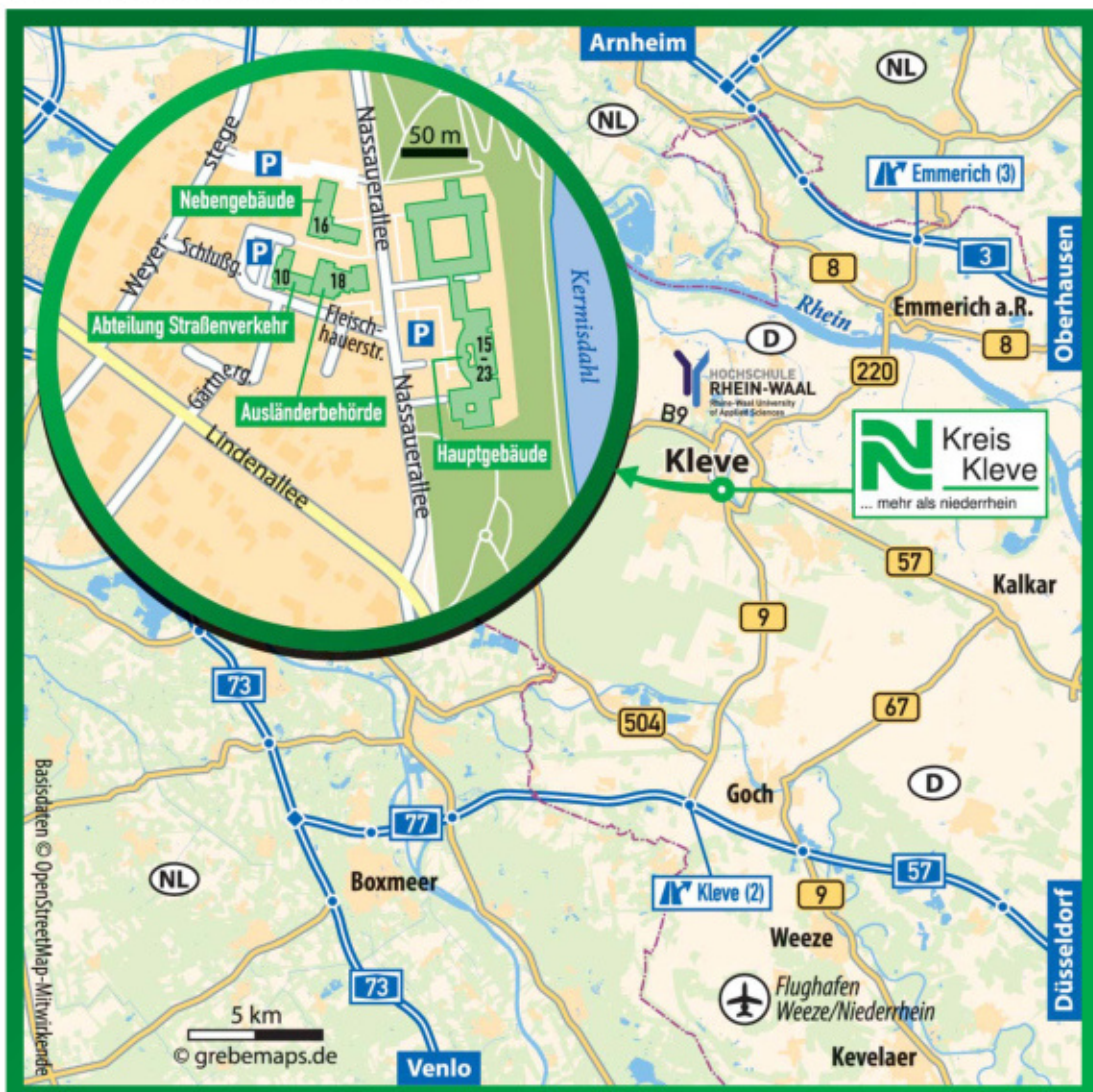 Arnheim
NL
NL
Emmerich (3)
3
Oberhausen
8
Rhein
Emmerich a.R.
8
D
220
HOCHSCHULE
RHEIN-WAAL
Rhine-Waal University
of Applied Sciences
B9
Kleve
Kreis
Kleve
... mehr als niederrhein
57
Kalkar
9
67
504
Goch
D
73
77
57
Boxmeer
NL
Kleve (2)
9
Weeze
73
Flughafen
Weeze/Niederrhein
Kevelaer
Düsseldorf
5 km
© grebemaps.de
Venlo
Basisdaten © OpenStreetMap-Mitwirkende
50 m
Nassauerallee
Weyer-
stege
P
Nebengebäude
16
Schlußg.
P
10
18
Abteilung Straßenverkehr
Fleisch-
hauerstr.
P
15
-
23
Kermisdahl
Gärtnerg.
Ausländerbehörde
Hauptgebäude
Lindenallee
Nassauerallee